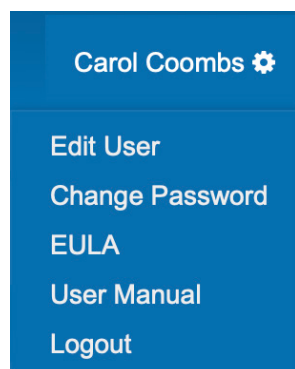 Carol Coombs
Edit User
Change Password
EULA
User Manual
Logout